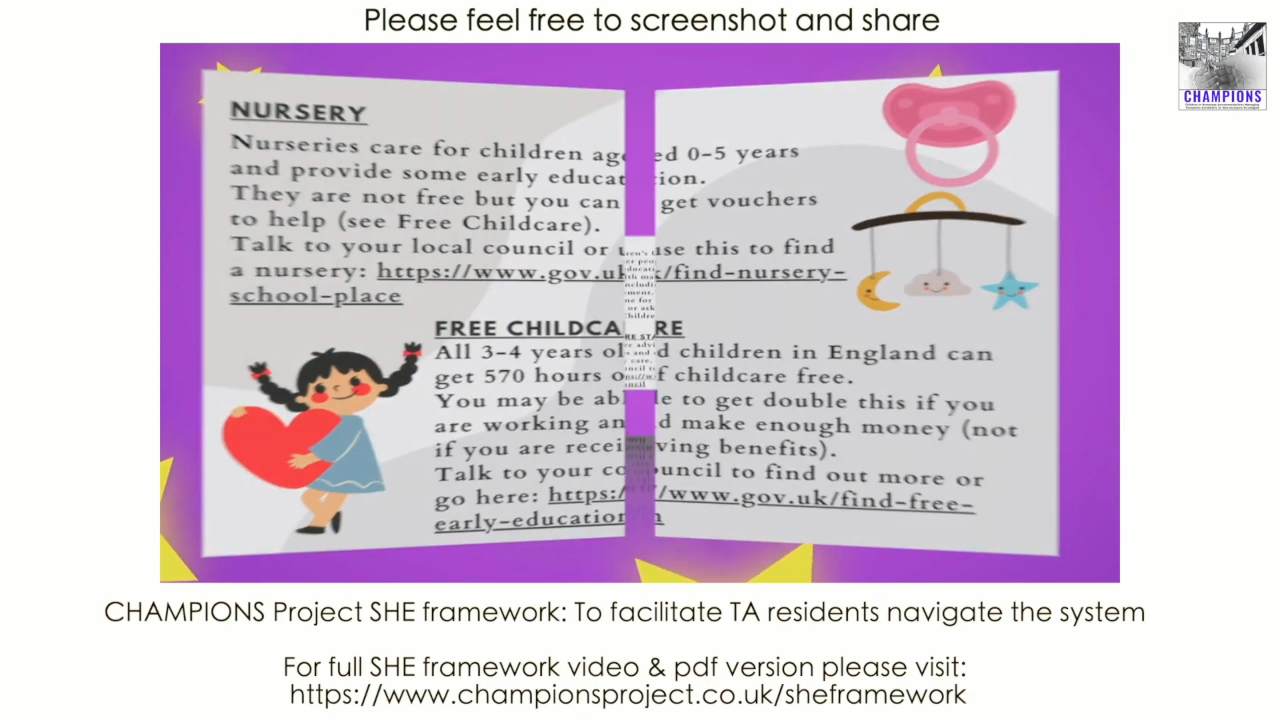 Please feel free to screenshot and share
CHAMPIONS
NURSERY
Nurseries care for children aged 0-5 years
and provide some early education.
They are not free but you can get vouchers
to help (see Free Childcare).
Talk to your local council or use this to find
a nursery: https://www.gov.uk/find-nursery-
school-place
FREE CHILDCARE
All 3-4 years old children in England can
get 570 hours of childcare free.
You may be able to get double this if you
are working and make enough money (not
if you are receiving benefits).
Talk to your council to find out more or
go here: https://www.gov.uk/find-free-
early-education
CHAMPIONS Project SHE framework: To facilitate TA residents navigate the system
For full SHE framework video & pdf version please visit:
https://www.championsproject.co.uk/sheframework